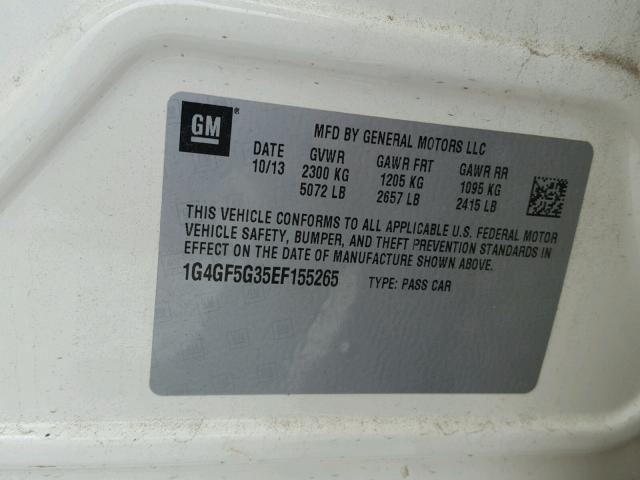 GM ®
MFD BY GENERAL MOTORS LLC
DATE GVWR GAWR FRT GAWR RR
10/13 2300 KG 1205 KG 1095 KG
5072 LB 2657 LB 2415 LB
THIS VEHICLE CONFORMS TO ALL APPLICABLE U.S. FEDERAL MOTOR
VEHICLE SAFETY, BUMPER, AND THEFT PREVENTION STANDARDS IN
EFFECT ON THE DATE OF MANUFACTURE SHOWN ABOVE.
1G4GF5G35EF155265 TYPE: PASS CAR